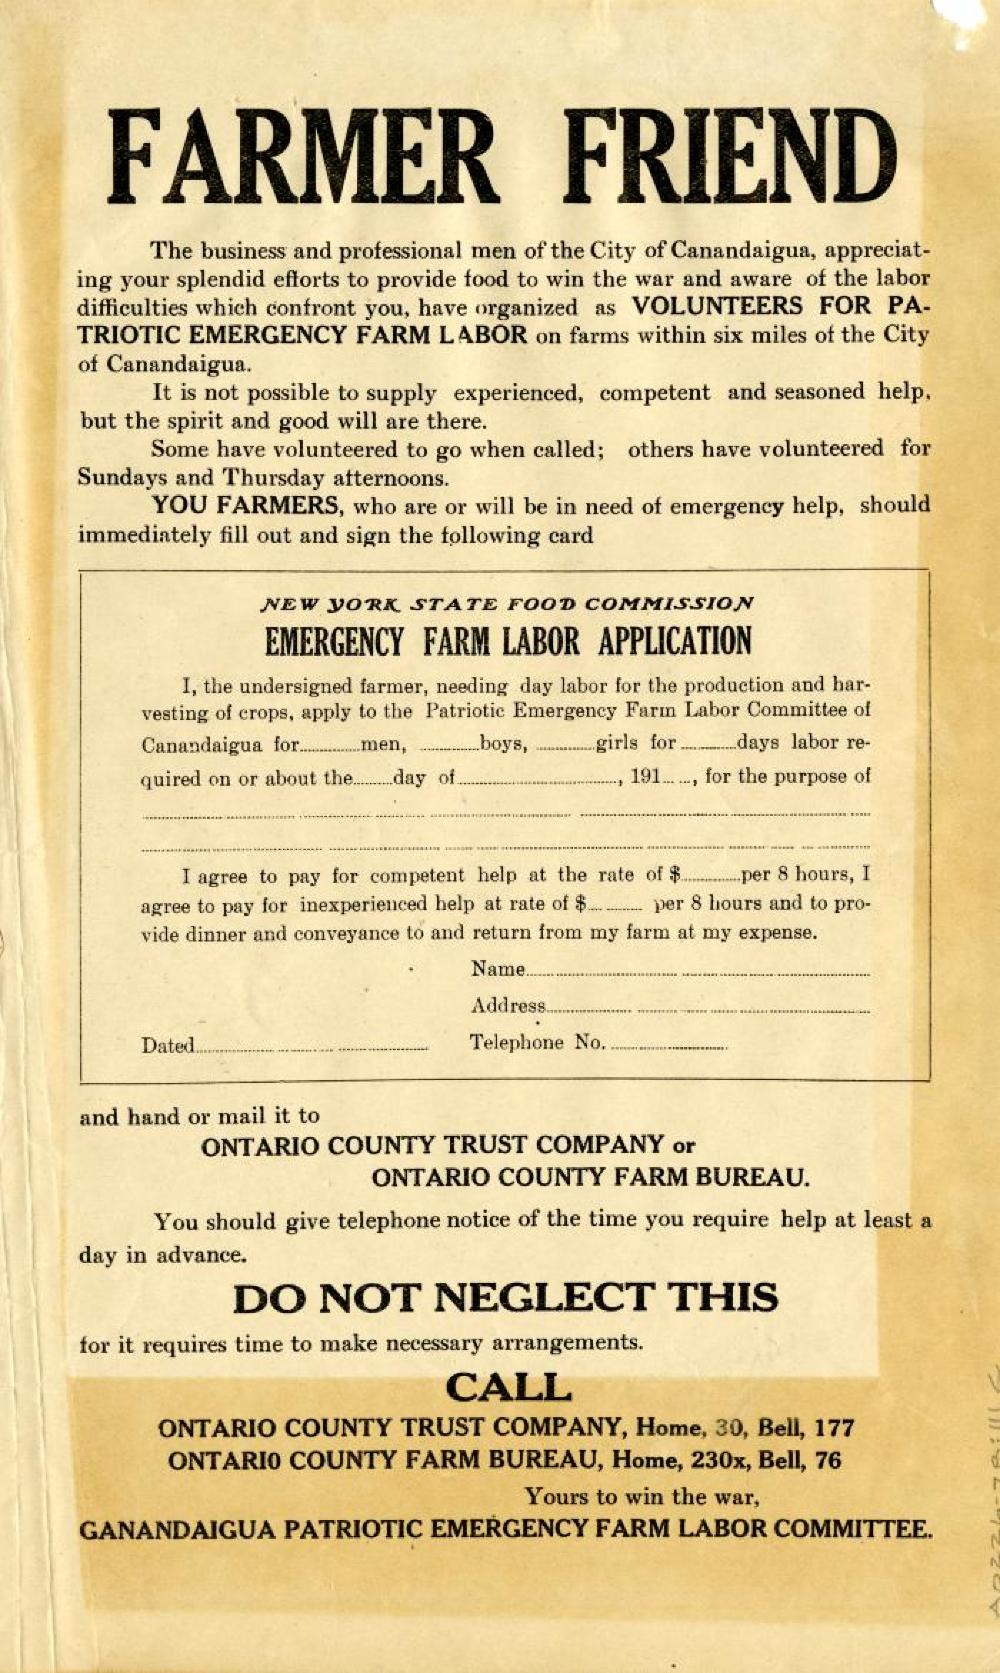 FARMER FRIEND
The business and professional men of the City of Canandaigua, appreciat-
ing your splendid efforts to provide food to win the war and aware of the labor
difficulties which confront you, have organized as VOLUNTEERS FOR PA-
TRIOTIC EMERGENCY FARM LABOR on farms within six miles of the City
of Canandaigua.
It is not possible to supply experienced, competent and seasoned help,
but the spirit and good will are there.
Some have volunteered to go when called; others have volunteered for
Sundays and Thursday afternoons.
YOU FARMERS, who are or will be in need of emergency help, should
immediately fill out and sign the following card
NEW YORK STATE FOOD COMMISSION
EMERGENCY FARM LABOR APPLICATION
I, the undersigned farmer, needing day labor for the production and har-
vesting of crops, apply to the Patriotic Emergency Farm Labor Committee of
Canandaigua for............men, ............boys, ............girls for ............days labor re-
quired on or about the........day of................................, 191......, for the purpose of
I agree to pay for competent help at the rate of $............per 8 hours, I
agree to pay for inexperienced help at rate of $............ per 8 hours and to pro-
vide dinner and conveyance to and return from my farm at my expense.
Name............................................................
Address............................................................
Dated........................................ Telephone No. ........................
and hand or mail it to
ONTARIO COUNTY TRUST COMPANY or
ONTARIO COUNTY FARM BUREAU.
You should give telephone notice of the time you require help at least a
day in advance.
DO NOT NEGLECT THIS
for it requires time to make necessary arrangements.
CALL
ONTARIO COUNTY TRUST COMPANY, Home, 30, Bell, 177
ONTARI0 COUNTY FARM BUREAU, Home, 230x, Bell, 76
Yours to win the war,
GANANDAIGUA PATRIOTIC EMERGENCY FARM LABOR COMMITTEE.